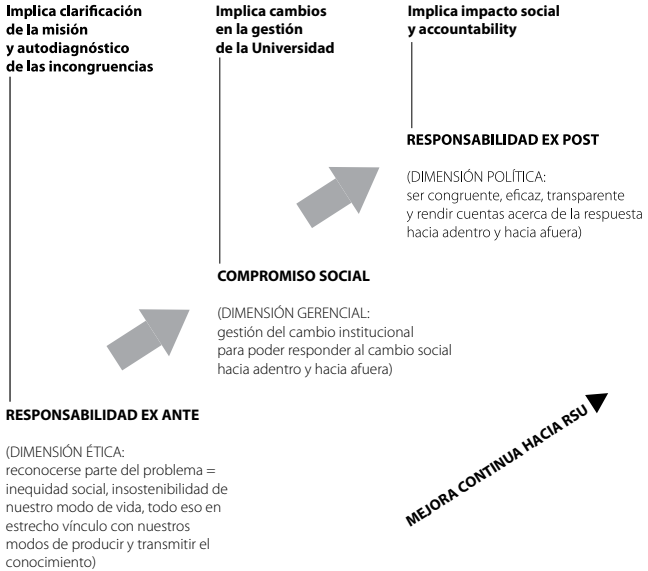 Implica clarificación
de la misión
y autodiagnóstico
de las incongruencias
Implica cambios
en la gestión
de la Universidad
Implica impacto social
y accountability
RESPONSABILIDAD EX POST
(DIMENSIÓN POLÍTICA:
ser congruente, eficaz, transparente
y rendir cuentas acerca de la respuesta
hacia adentro y hacia afuera)
COMPROMISO SOCIAL
(DIMENSIÓN GERENCIAL:
gestión del cambio institucional
para poder responder al cambio social
hacia adentro y hacia afuera)
RESPONSABILIDAD EX ANTE
(DIMENSIÓN ÉTICA:
reconocerse parte del problema =
inequidad social, insostenibilidad de
nuestro modo de vida, todo eso en
estrecho vínculo con nuestros
modos de producir y transmitir el
conocimiento)
MEJORA CONTINUA HACIA RSU